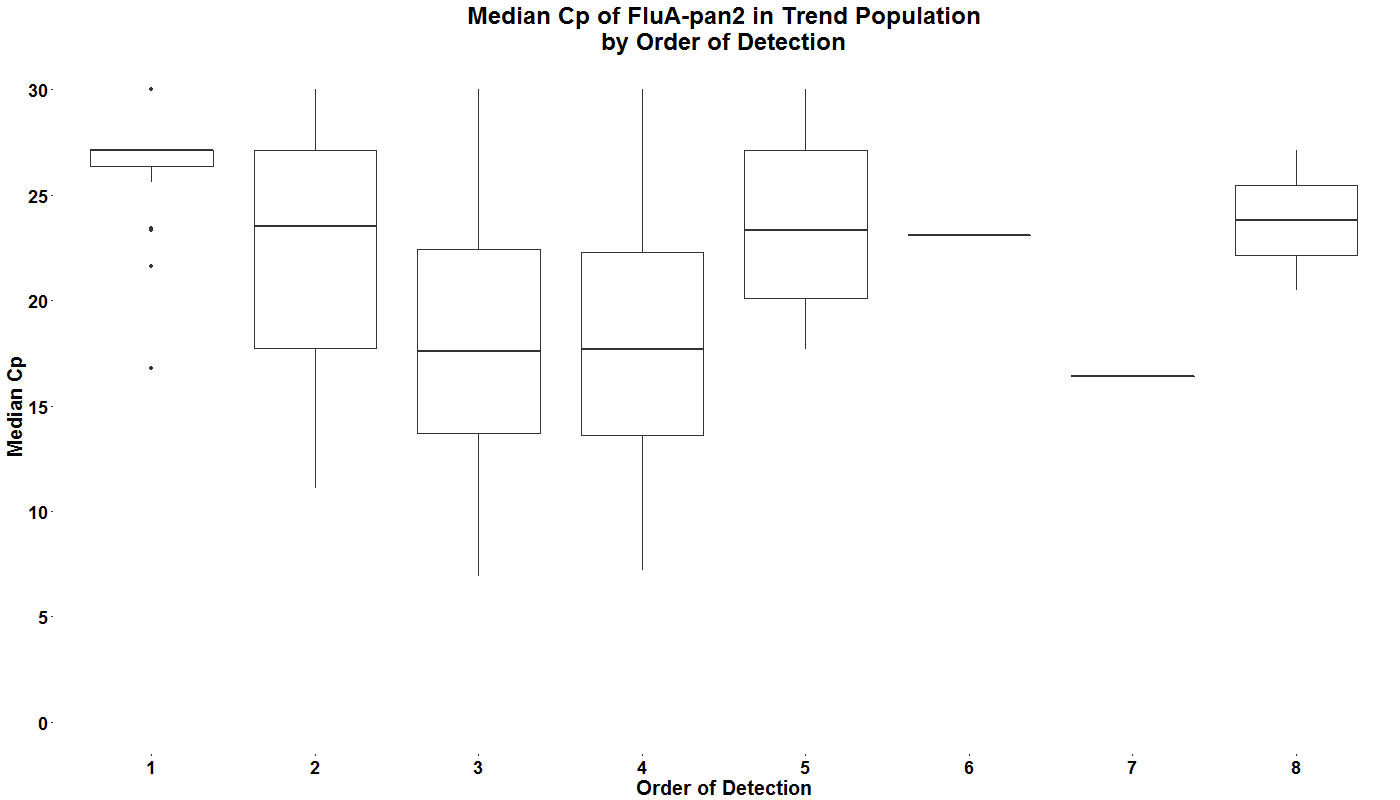 Median Cp of FluA-pan2 in Trend Population
by Order of Detection
Median Cp
30
25
20
15
10
5
0
1 2 3 4 5 6 7 8
Order of Detection